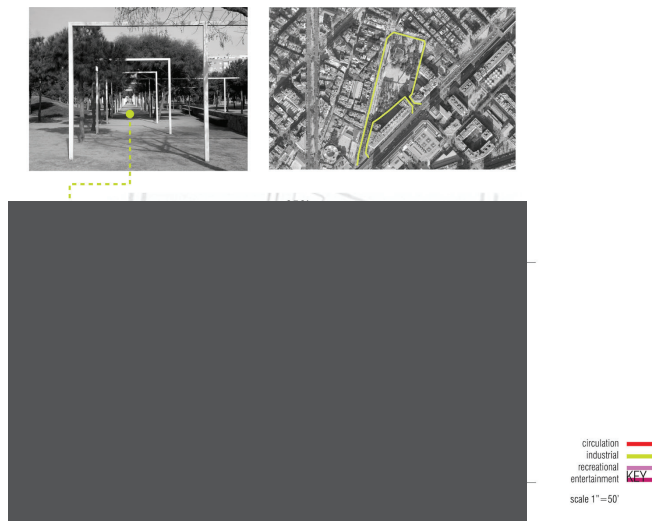 circulation
industrial
recreational
entertainment KEY
scale 1"=50'